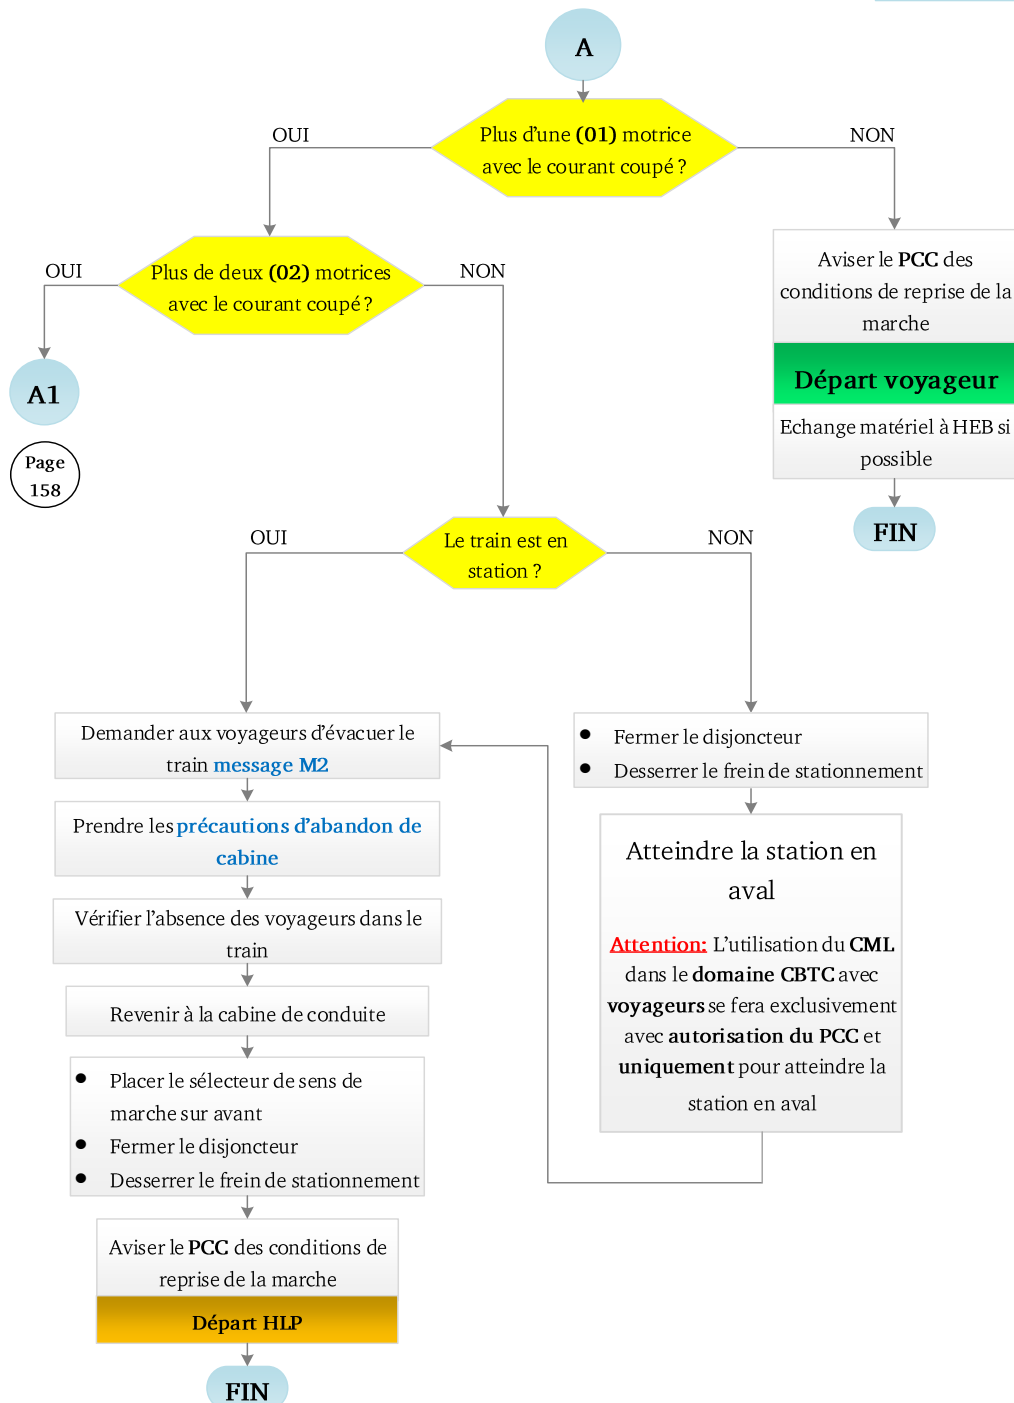 A
Plus d'une (01) motrice
avec le courant coupé ?
OUI
NON
Plus de deux (02) motrices
avec le courant coupé ?
OUI
NON
Aviser le PCC des
conditions de reprise de la
marche
Départ voyageur
Echange matériel à HEB si
possible
FIN
A1
Page
158
Le train est en
station ?
OUI
NON
Demander aux voyageurs d'évacuer le
train message M2
Prendre les précautions d'abandon de
cabine
Vérifier l'absence des voyageurs dans le
train
Revenir à la cabine de conduite
• Placer le sélecteur de sens de
marche sur avant
• Fermer le disjoncteur
• Desserrer le frein de stationnement
Aviser le PCC des conditions de
reprise de la marche
Départ HLP
FIN
• Fermer le disjoncteur
• Desserrer le frein de stationnement
Atteindre la station en
aval
Attention: L'utilisation du CML
dans le domaine CBTC avec
voyageurs se fera exclusivement
avec autorisation du PCC et
uniquement pour atteindre la
station en aval